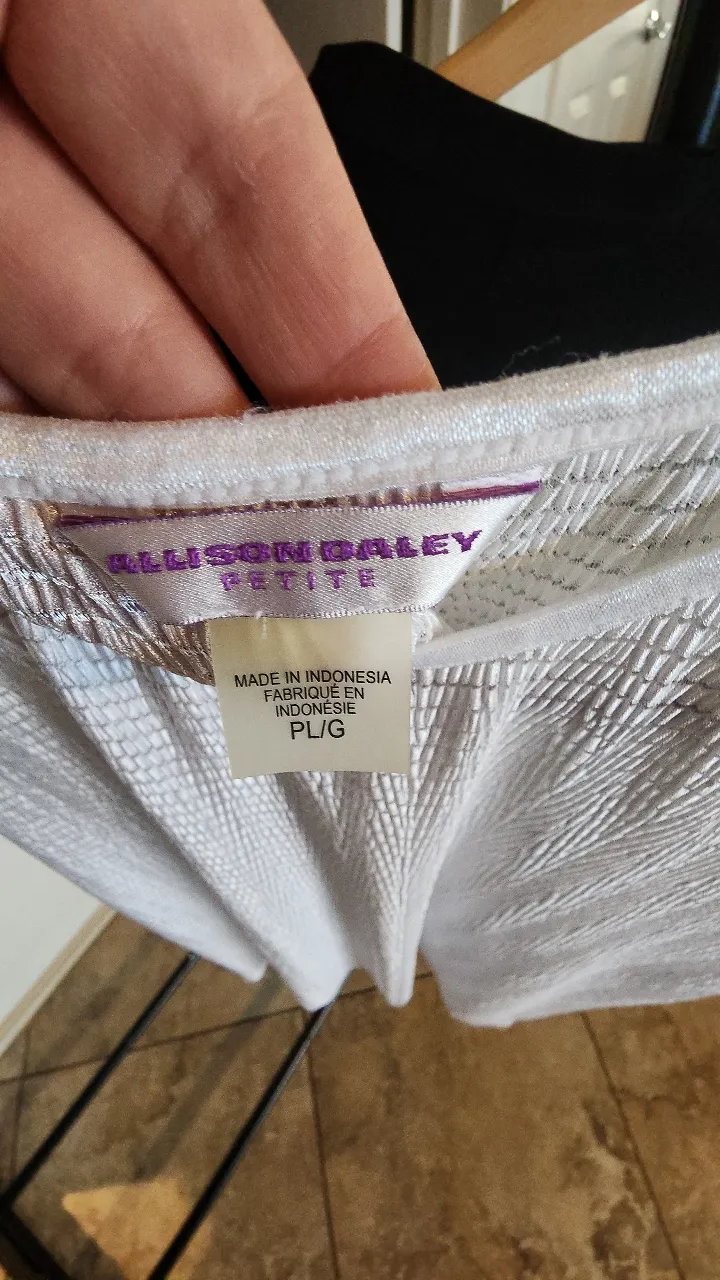 ALLISON DALEY
PETITE
MADE IN INDONESIA
FABRIQUÉ EN
INDONÉSIE
PL/G